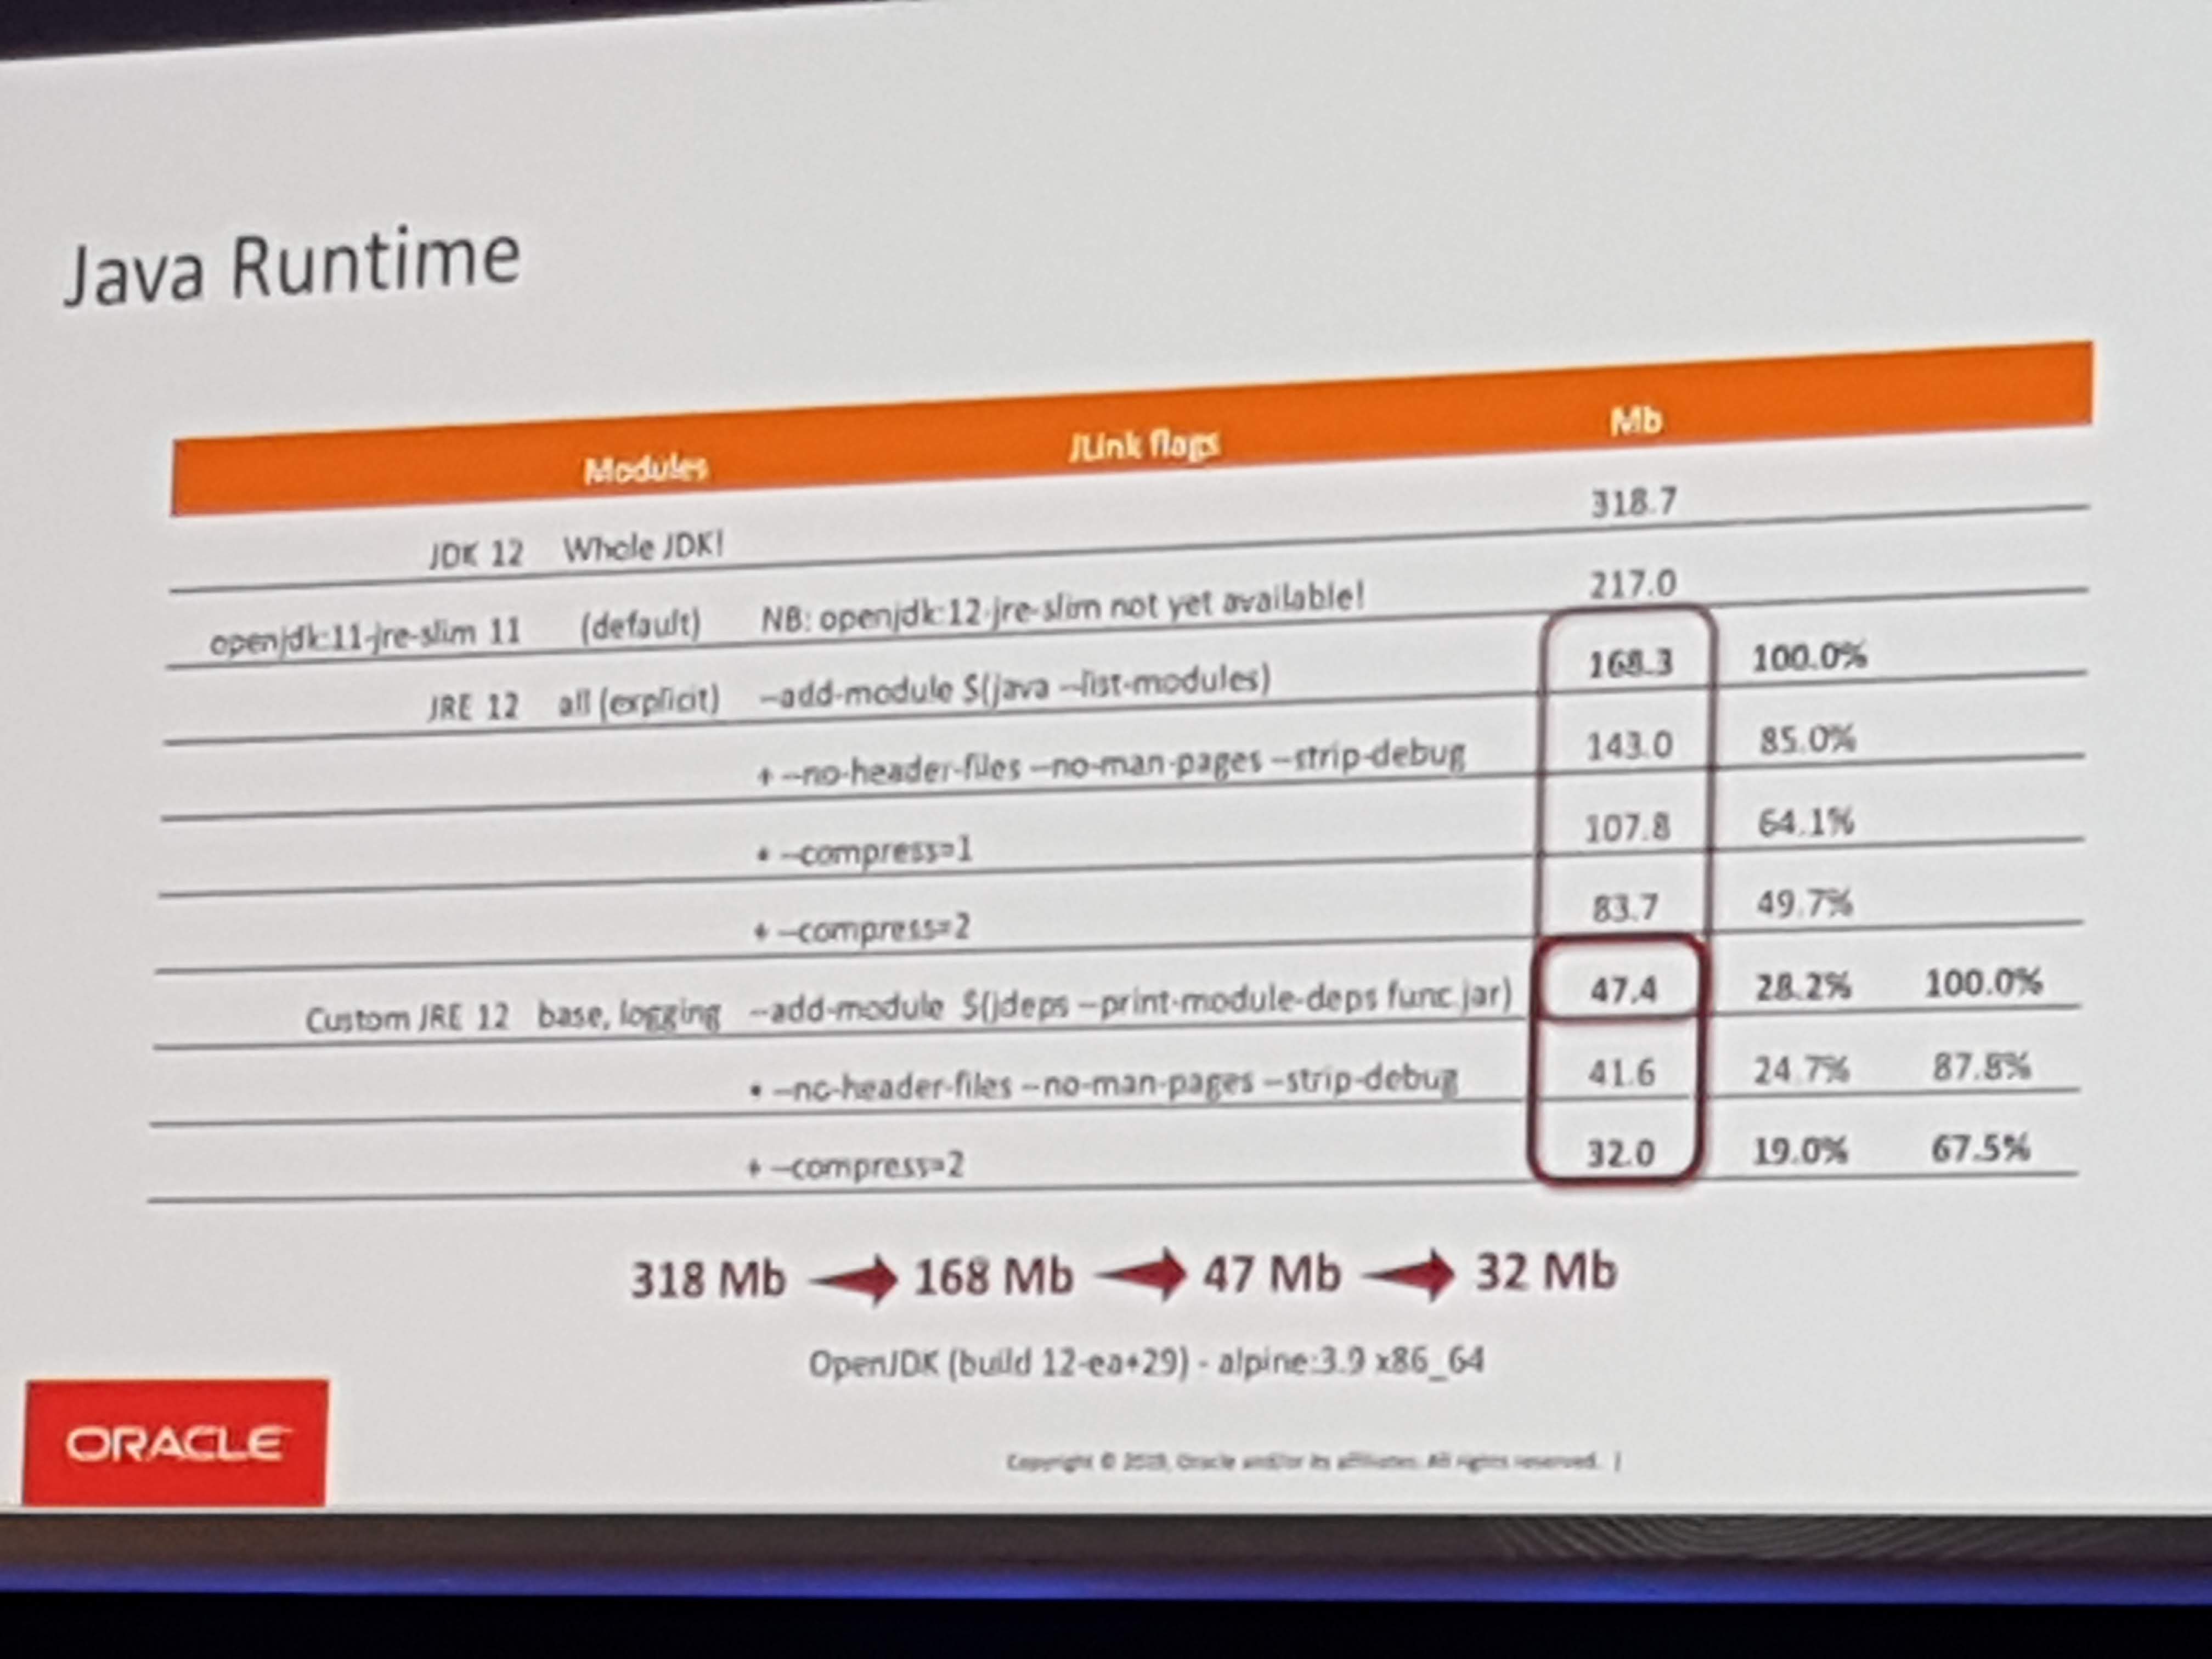 Java Runtime
Modules JLink flags Mb
JDK 12 Whole JDK! 318.7
openjdk:11-jre-slim 11 (default) NB: openjdk:12-jre-slim not yet available! 217.0
JRE 12 all (explicit) --add-module $(java --list-modules) 168.3 100.0%
+ --no-header-files --no-man-pages --strip-debug 143.0 85.0%
+ --compress=1 107.8 64.1%
+ --compress=2 83.7 49.7%
Custom JRE 12 base, logging --add-module $(jdeps --print-module-deps func.jar) 47.4 28.2% 100.0%
+ --no-header-files --no-man-pages --strip-debug 41.6 24.7% 87.8%
+ --compress=2 32.0 19.0% 67.5%
318 Mb 168 Mb 47 Mb 32 Mb
OpenJDK (build 12-ea+29) - alpine:3.9 x86_64
ORACLE
Copyright © 2019, Oracle and/or its affiliates. All rights reserved. |